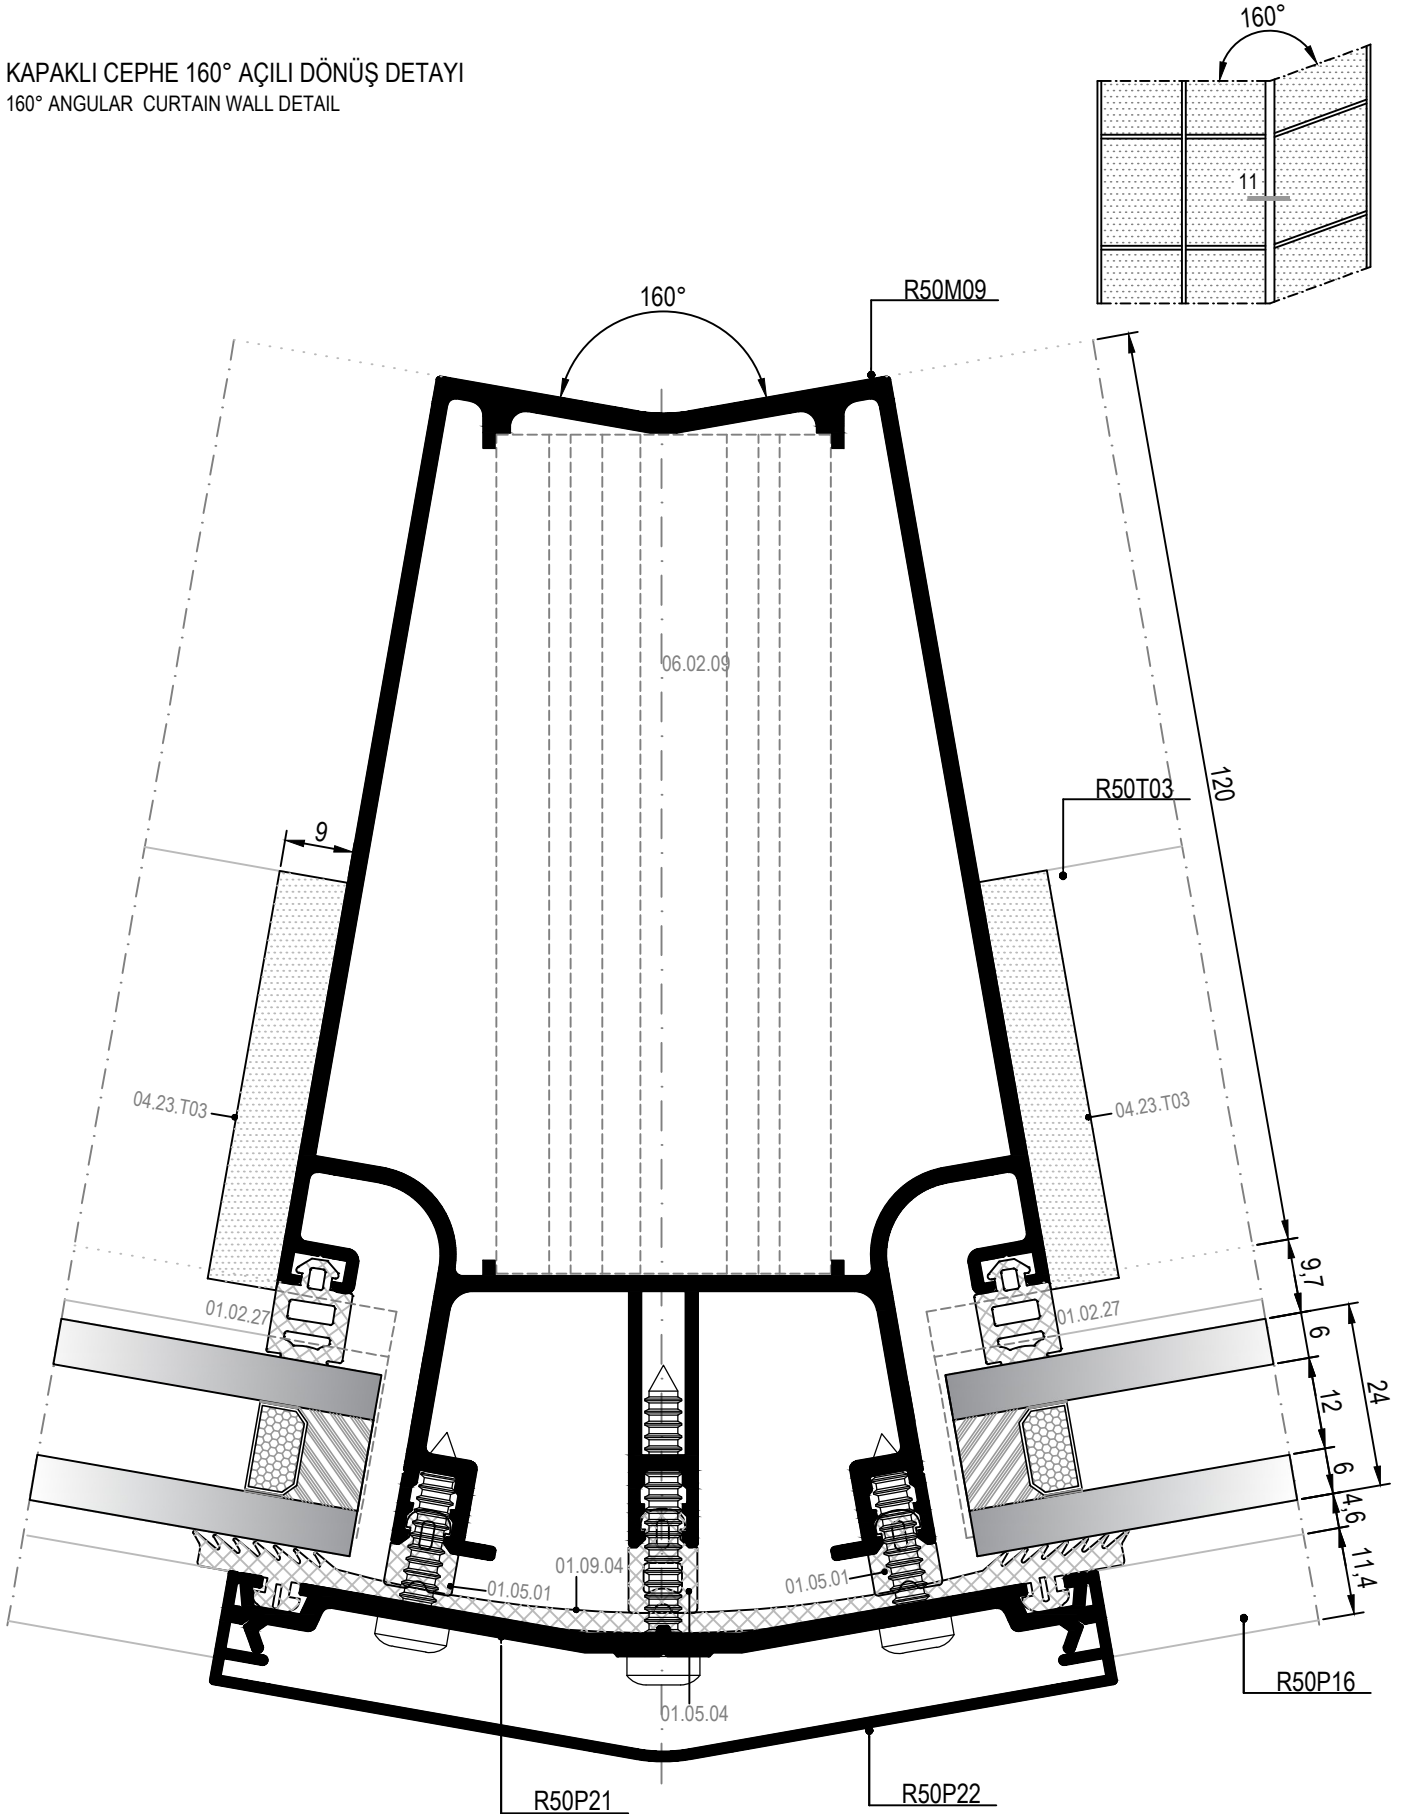 160°
KAPAKLI CEPHE 160° AÇILI DÖNÜŞ DETAYI
160° ANGULAR CURTAIN WALL DETAIL
11
160°
R50M09
06.02.09
120
R50T03
9
04.23.T03
04.23.T03
9,7
01.02.27
01.02.27
6
24
12
6
4,6
11,4
01.09.04
01.05.01
01.05.01
R50P16
01.05.04
R50P21
R50P22